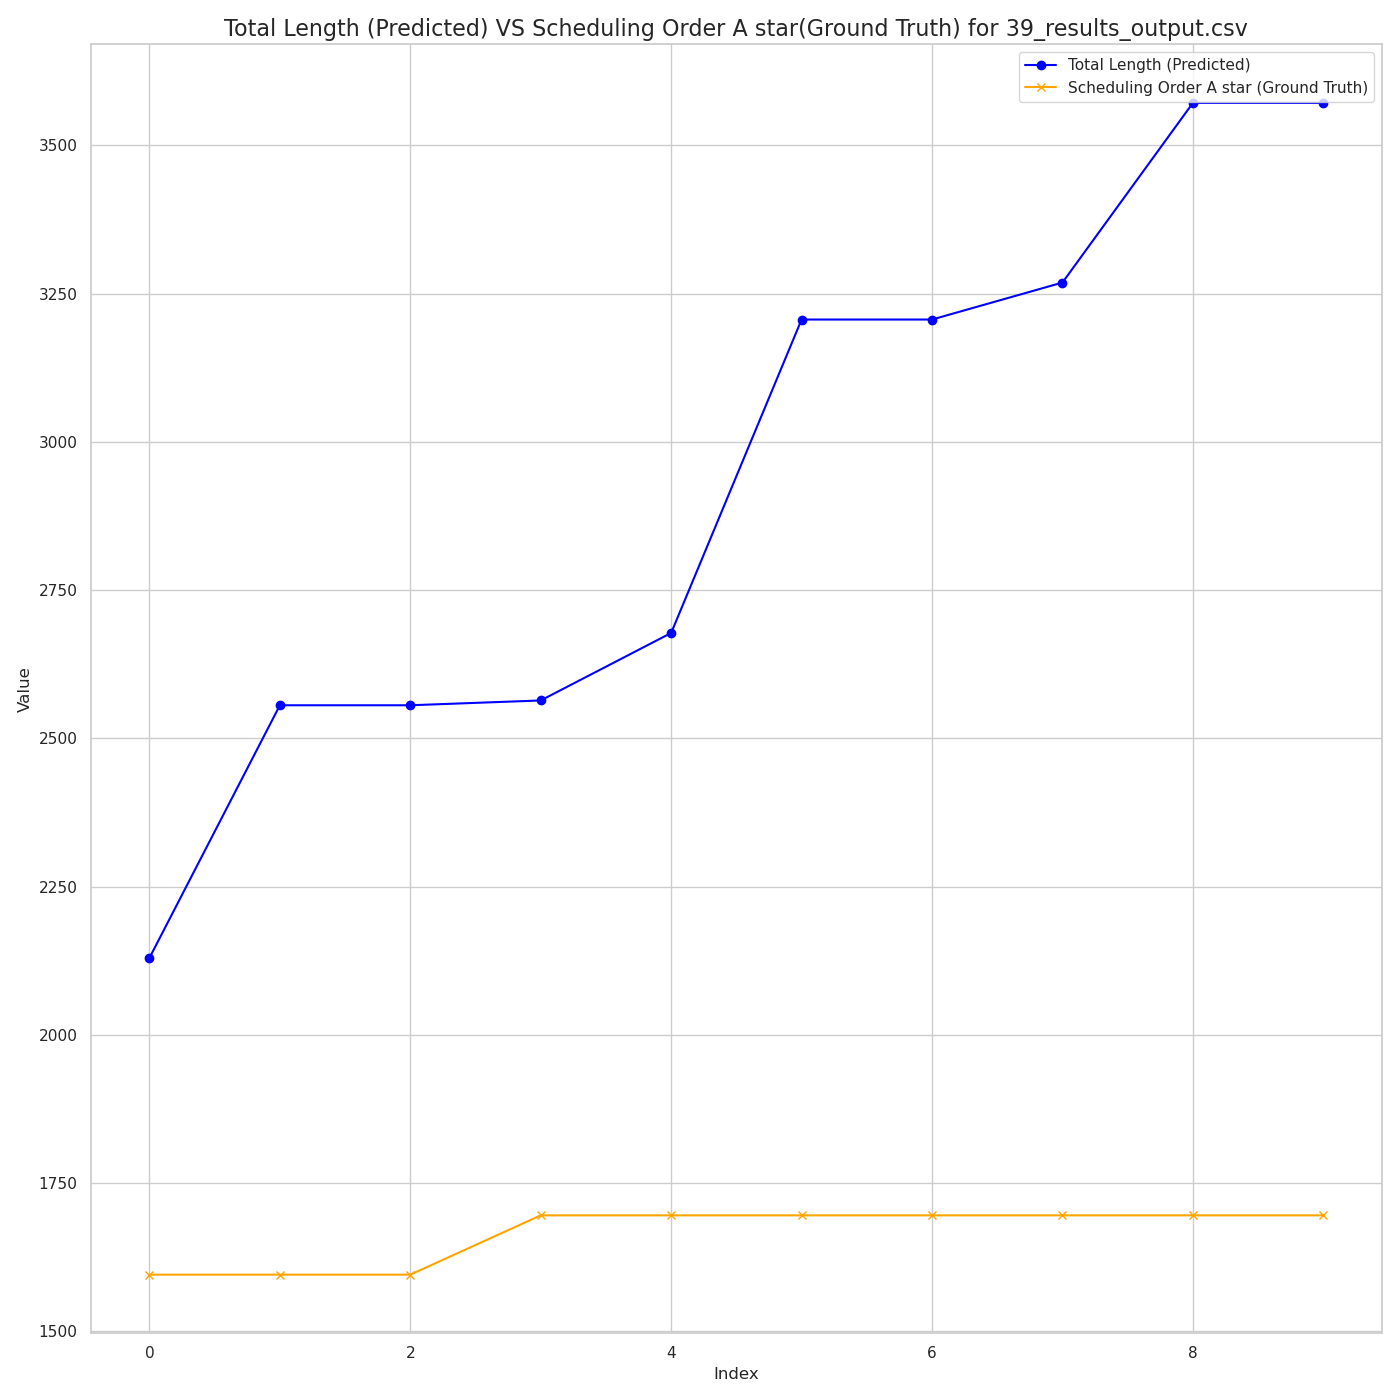 Total Length (Predicted) VS Scheduling Order A star(Ground Truth) for 39_results_output.csv
Total Length (Predicted)
Scheduling Order A star (Ground Truth)
3500
3250
3000
2750
2500
2250
2000
1750
1500
Value
0 2 4 6 8
Index